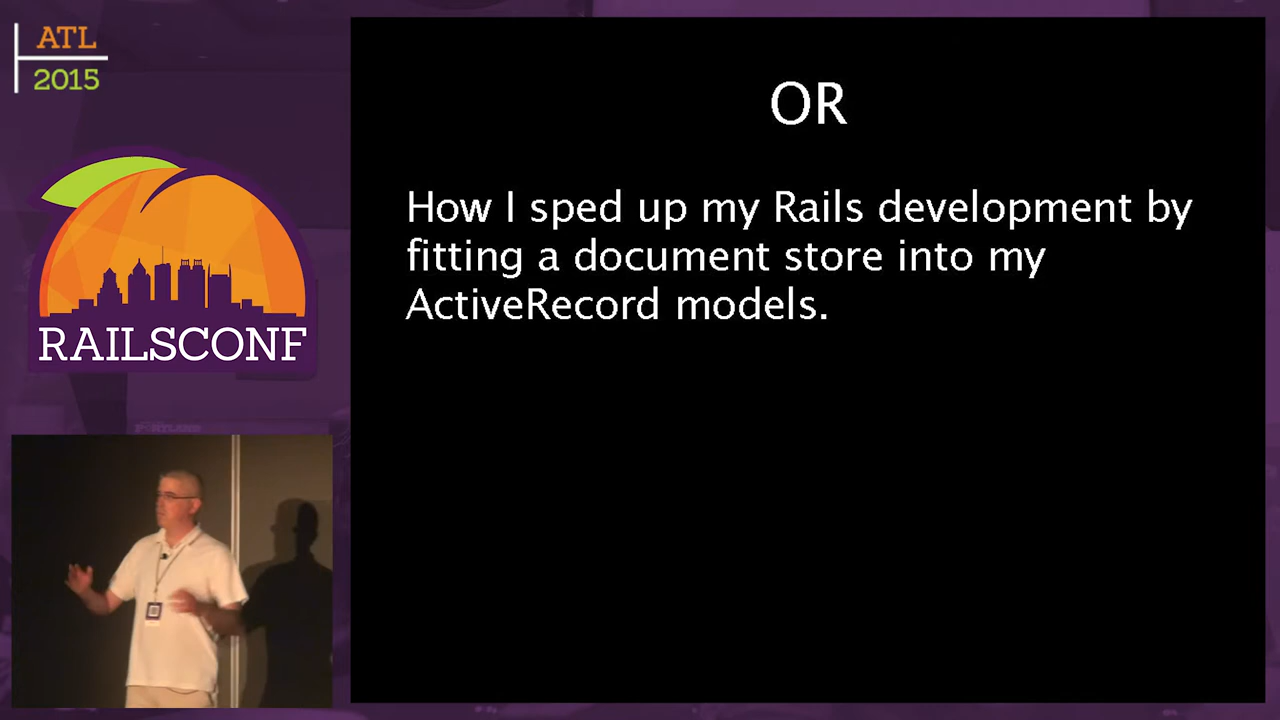 ATL
2015
RAILSCONF
OR
How I sped up my Rails development by
fitting a document store into my
ActiveRecord models.